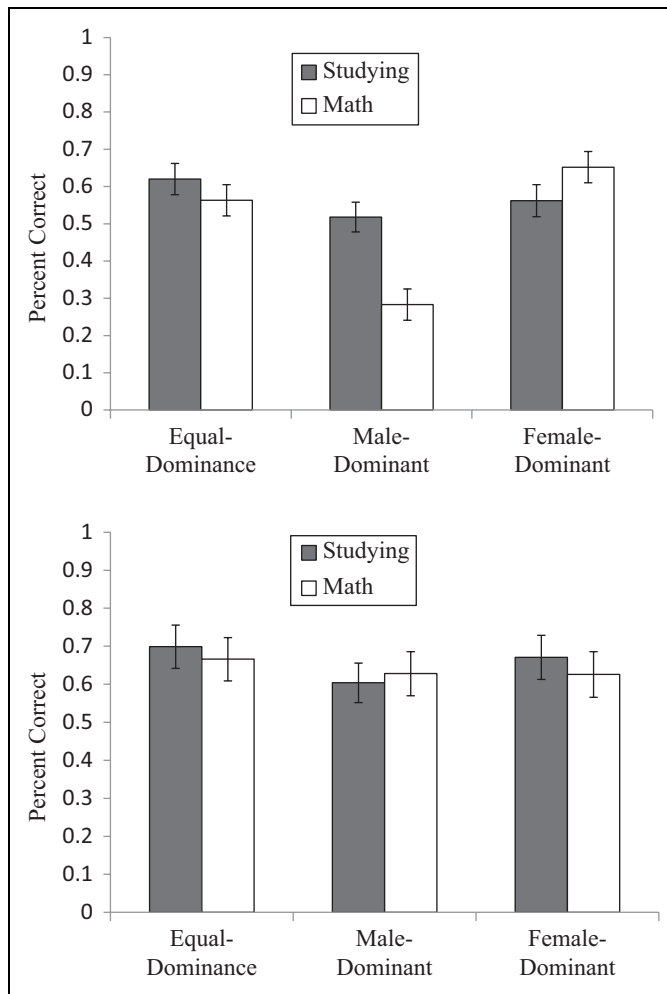 1
0.9
0.8
0.7
0.6
0.5
0.4
0.3
0.2
0.1
0
Percent Correct
Studying
Math
Equal-
Dominance
Male-
Dominant
Female-
Dominant
1
0.9
0.8
0.7
0.6
0.5
0.4
0.3
0.2
0.1
0
Percent Correct
Studying
Math
Equal-
Dominance
Male-
Dominant
Female-
Dominant